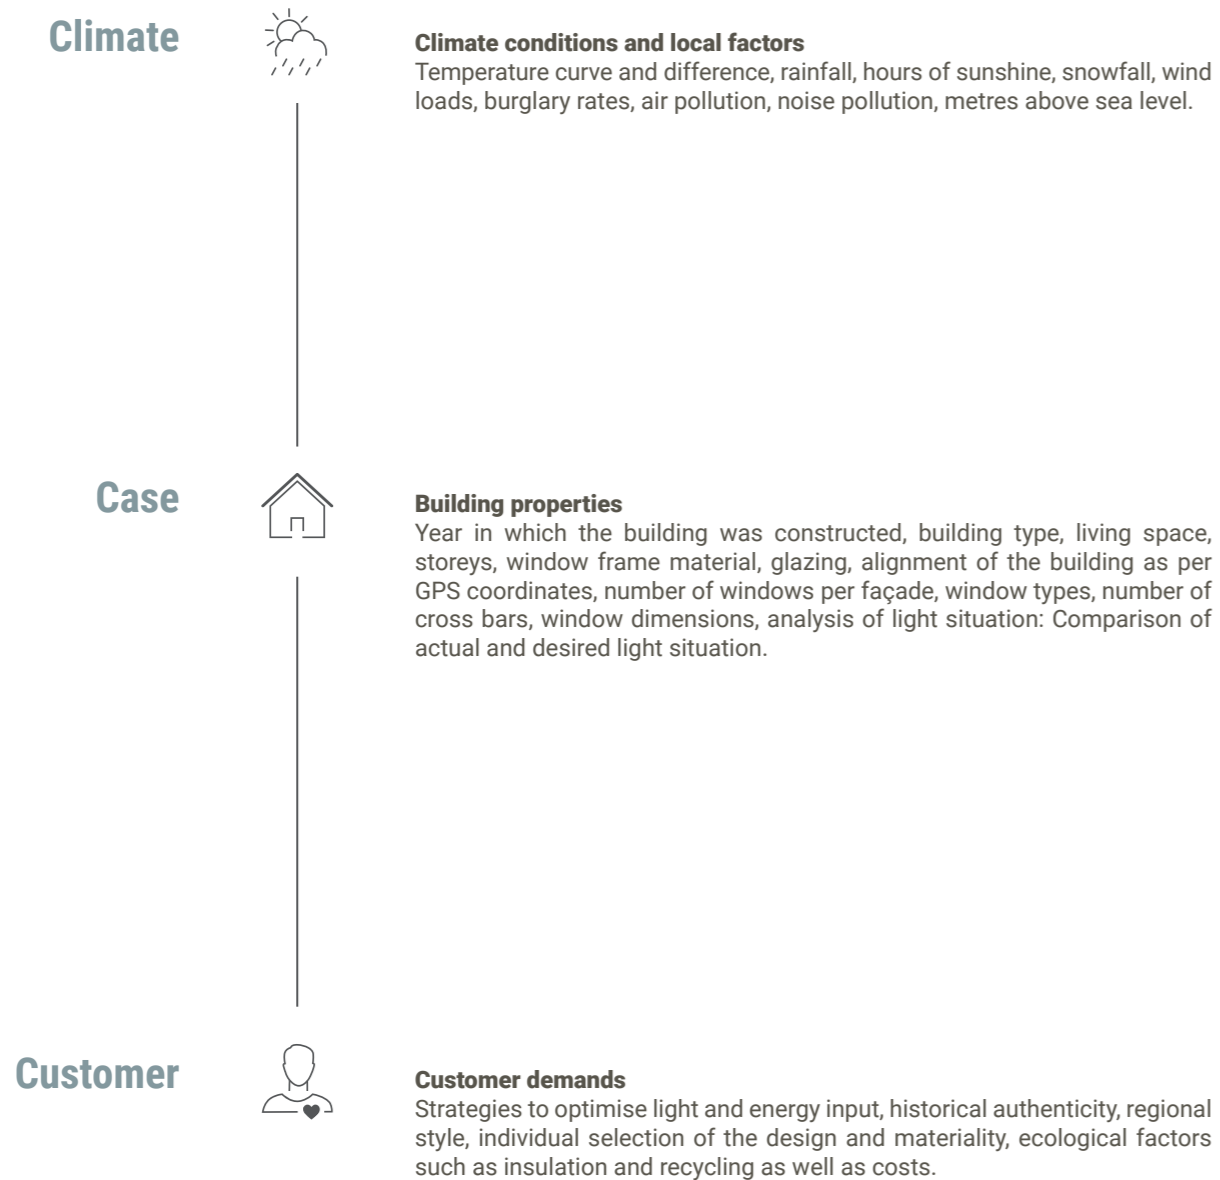 Climate
Climate conditions and local factors
Temperature curve and difference, rainfall, hours of sunshine, snowfall, wind
loads, burglary rates, air pollution, noise pollution, metres above sea level.
Case
Building properties
Year in which the building was constructed, building type, living space,
storeys, window frame material, glazing, alignment of the building as per
GPS coordinates, number of windows per façade, window types, number of
cross bars, window dimensions, analysis of light situation: Comparison of
actual and desired light situation.
Customer
Customer demands
Strategies to optimise light and energy input, historical authenticity, regional
style, individual selection of the design and materiality, ecological factors
such as insulation and recycling as well as costs.